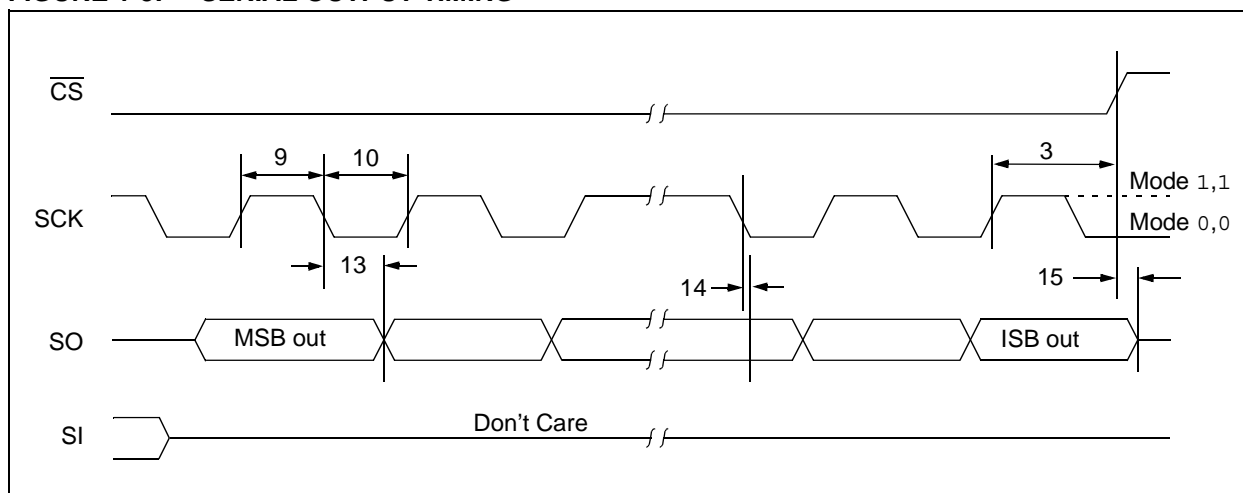 CS
9
10
3
Mode 1,1
SCK
Mode 0,0
13
14
15
SO
MSB out
ISB out
SI
Don't Care